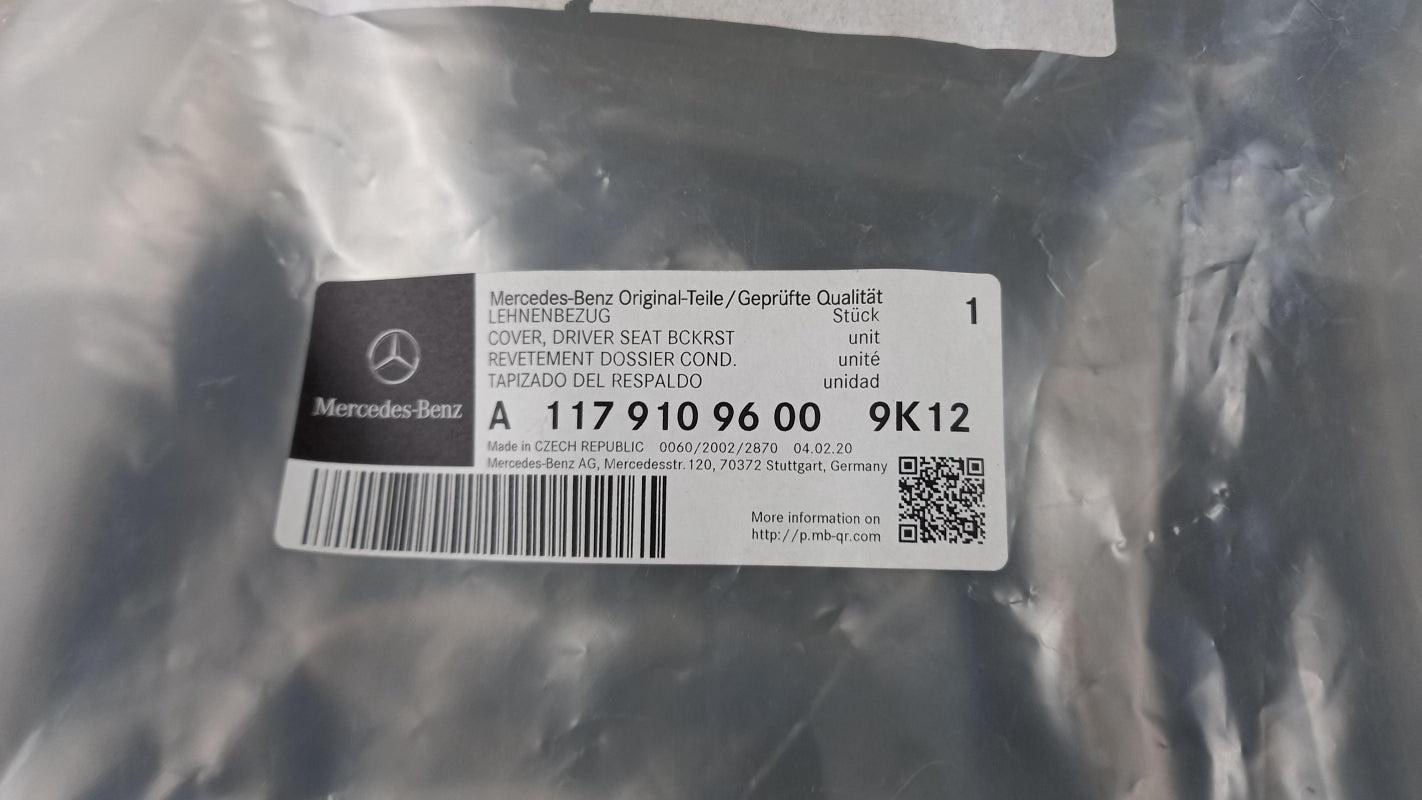 Mercedes-Benz
Mercedes-Benz Original-Teile/Geprüfte Qualität 1
LEHNENBEZUG Stück
COVER, DRIVER SEAT BCKRST unit
REVETEMENT DOSSIER COND. unité
TAPIZADO DEL RESPALDO unidad
A 117 910 96 00 9K12
Made in CZECH REPUBLIC 0060/2002/2870 04.02.20
Mercedes-Benz AG, Mercedesstr. 120, 70372 Stuttgart, Germany
More information on
http://p.mb-qr.com